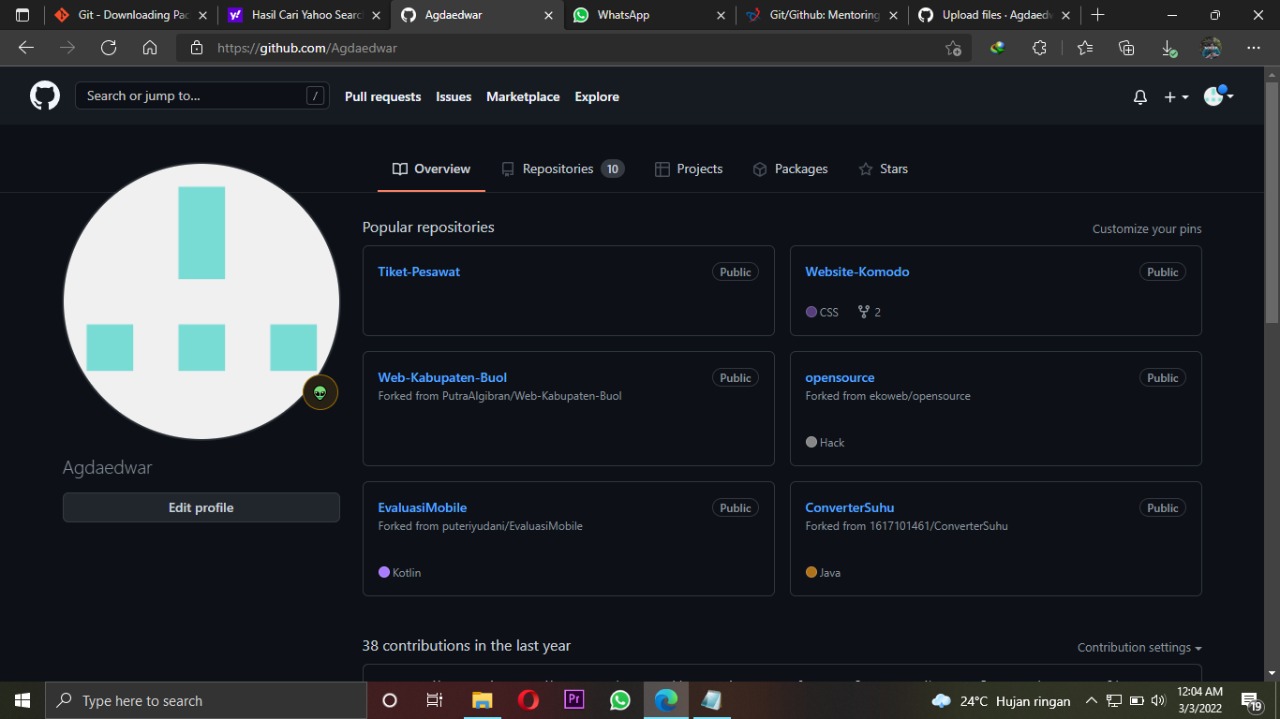 Git - Downloading Pac
Hasil Cari Yahoo Searc
Agdaedwar
WhatsApp
Git/Github: Mentoring
Upload files · Agdaedw
https://github.com/Agdaedwar
Search or jump to...
/
Pull requests
Issues
Marketplace
Explore
Overview
Repositories 10
Projects
Packages
Stars
Popular repositories
Customize your pins
Tiket-Pesawat
Public
Website-Komodo
Public
CSS 2
Web-Kabupaten-Buol
Public
Forked from PutraAlgibran/Web-Kabupaten-Buol
opensource
Public
Forked from ekoweb/opensource
Hack
Agdaedwar
Edit profile
EvaluasiMobile
Public
Forked from puteriyudani/EvaluasiMobile
Kotlin
ConverterSuhu
Public
Forked from 1617101461/ConverterSuhu
Java
38 contributions in the last year
Contribution settings
Type here to search
Pr
24°C Hujan ringan
12:04 AM
3/3/2022
19